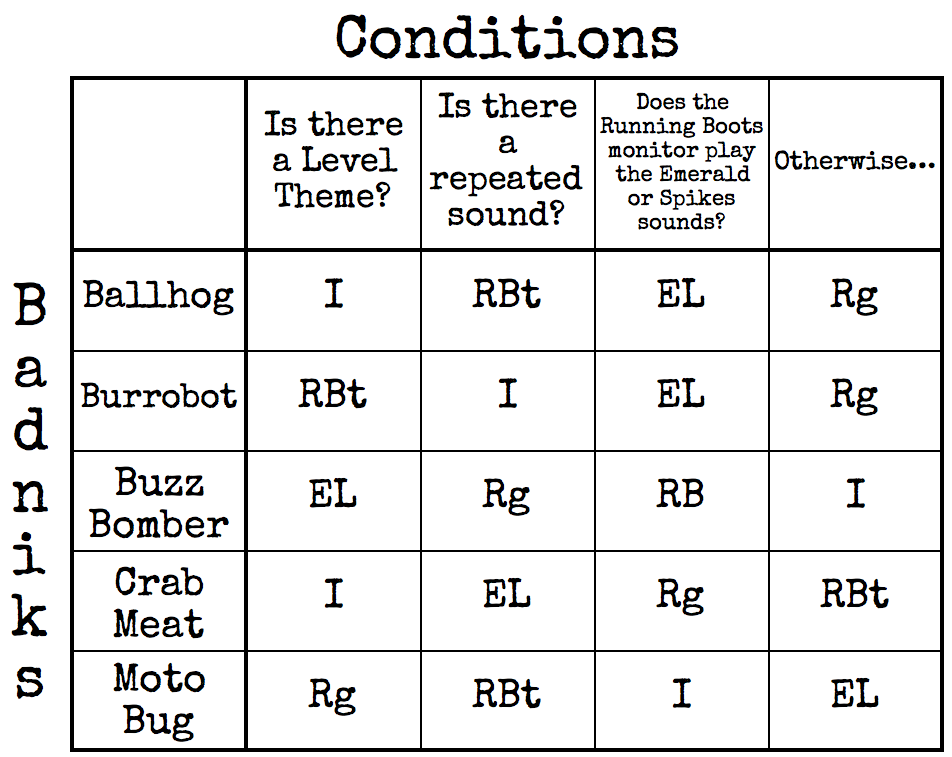 Conditions
Is there
a Level
Theme?
Is there
a
repeated
sound?
Does the
Running Boots
monitor play
the Emerald
or Spikes
sounds?
Otherwise...
Badniks
Ballhog I RBt EL Rg
Burrobot RBt I EL Rg
Buzz
Bomber EL Rg RB I
Crab
Meat I EL Rg RBt
Moto
Bug Rg RBt I EL